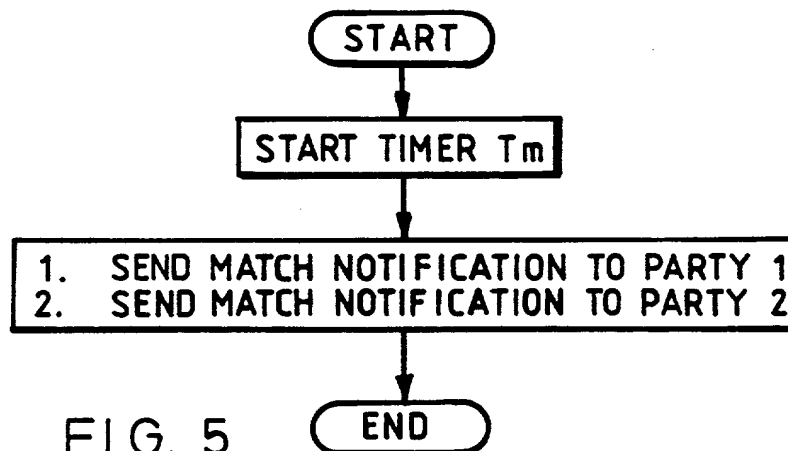 START
START TIMER Tm
1. SEND MATCH NOTIFICATION TO PARTY 1
2. SEND MATCH NOTIFICATION TO PARTY 2
END
FIG. 5